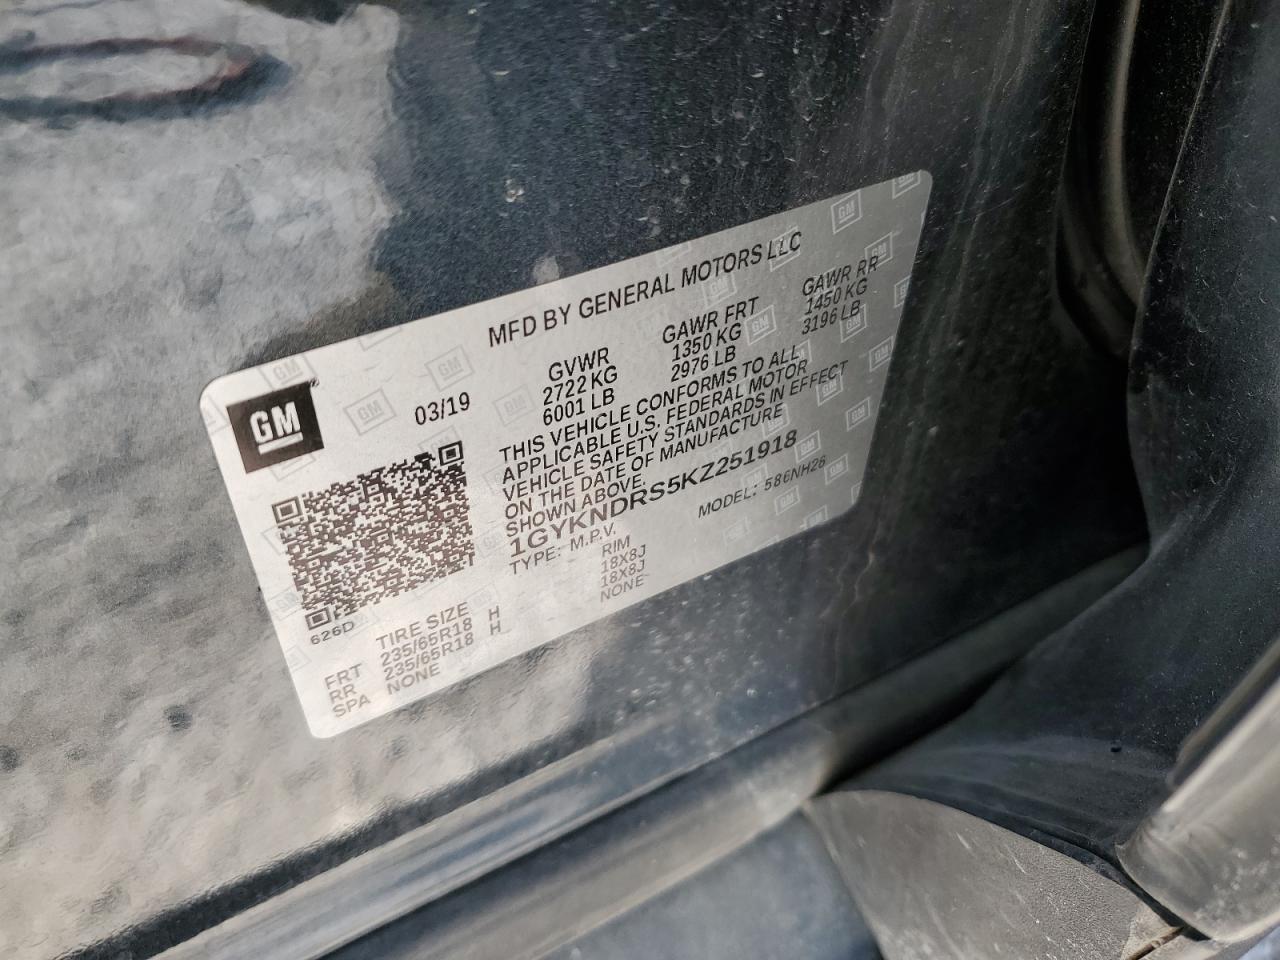 MFD BY GENERAL MOTORS LLC
GM
03/19
GVWR
2722 KG
6001 LB
GAWR FRT
1350 KG
2976 LB
GAWR RR
1450 KG
3196 LB
THIS VEHICLE CONFORMS TO ALL
APPLICABLE U.S. FEDERAL MOTOR
VEHICLE SAFETY STANDARDS IN EFFECT
ON THE DATE OF MANUFACTURE
SHOWN ABOVE.
1GYKNDRS5KZ251918
TYPE: M.P.V.
MODEL: 586NH26
626D
TIRE SIZE RIM
FRT 235/65R18 H 18X8J
RR 235/65R18 H 18X8J
SPA NONE NONE